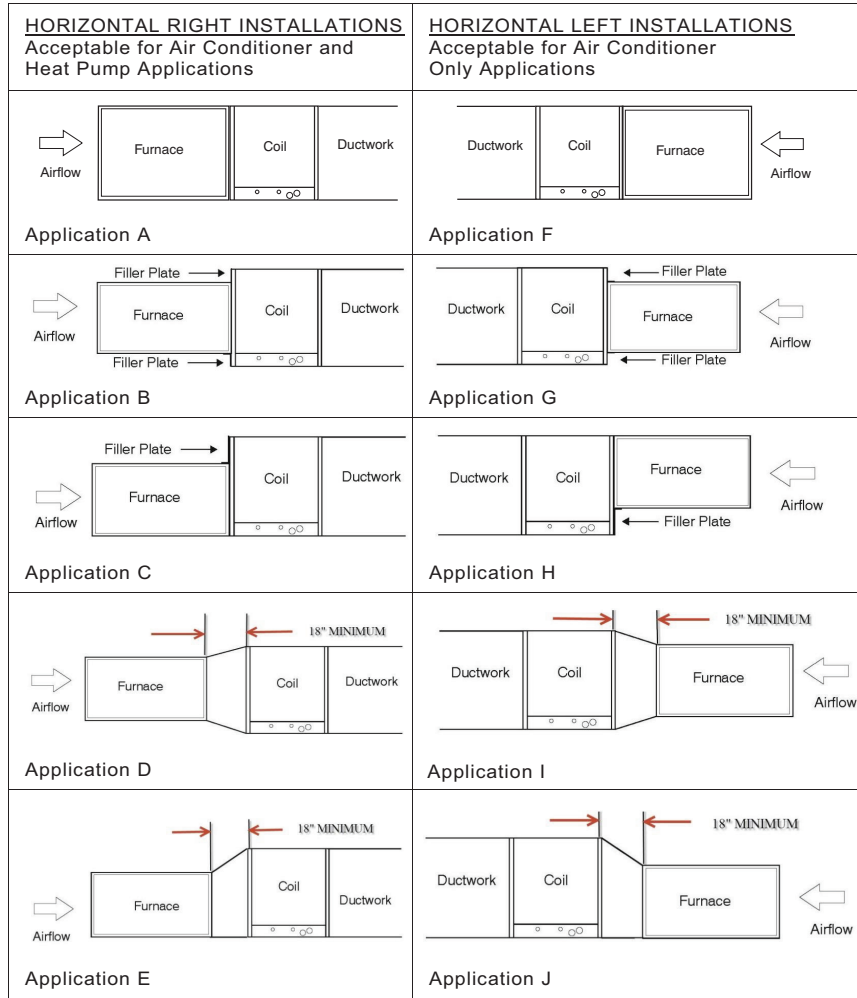 HORIZONTAL RIGHT INSTALLATIONS
Acceptable for Air Conditioner and
Heat Pump Applications
HORIZONTAL LEFT INSTALLATIONS
Acceptable for Air Conditioner
Only Applications
Airflow
Furnace
Coil
Ductwork
Application A
Ductwork
Coil
Furnace
Airflow
Application F
Filler Plate
Airflow
Furnace
Coil
Ductwork
Filler Plate
Application B
Filler Plate
Ductwork
Coil
Furnace
Airflow
Filler Plate
Application G
Filler Plate
Airflow
Furnace
Coil
Ductwork
Application C
Ductwork
Coil
Furnace
Airflow
Filler Plate
Application H
18" MINIMUM
Airflow
Furnace
Coil
Ductwork
Application D
18" MINIMUM
Ductwork
Coil
Furnace
Airflow
Application I
18" MINIMUM
Airflow
Furnace
Coil
Ductwork
Application E
18" MINIMUM
Ductwork
Coil
Furnace
Airflow
Application J